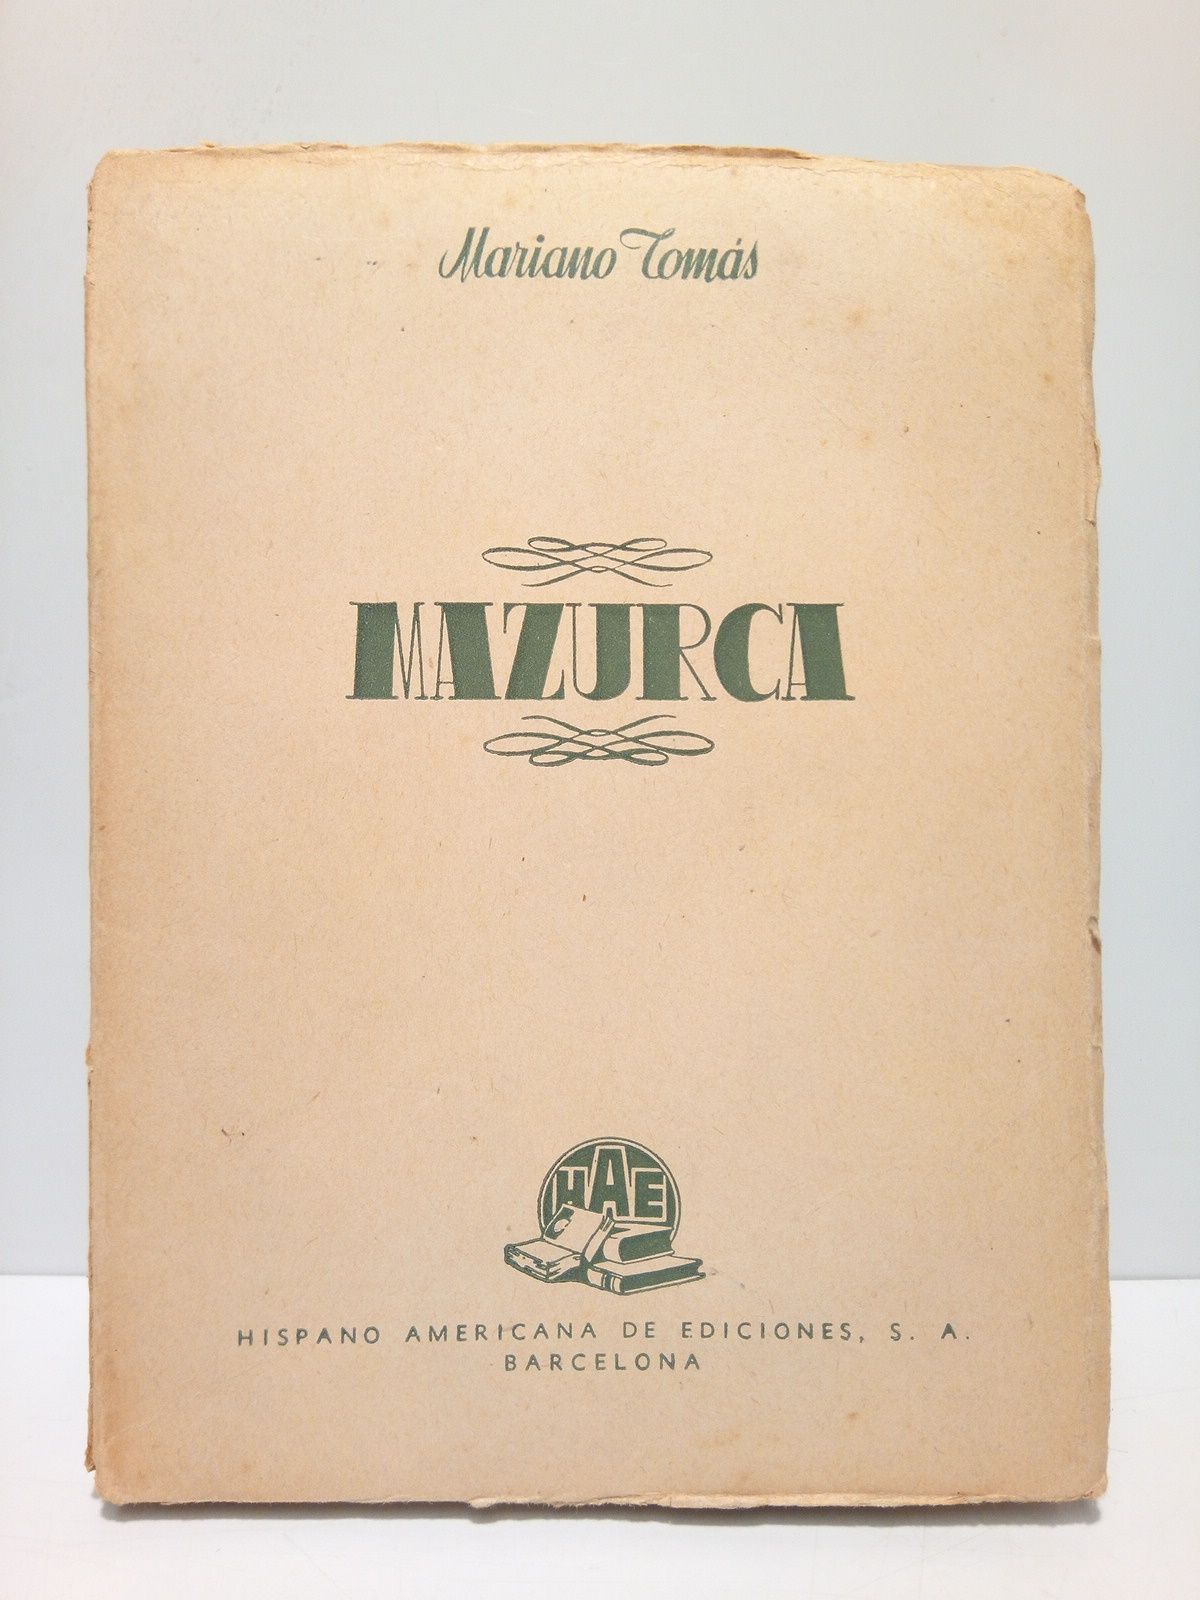 Mariano Tomás
MAZURCA
HAE
HISPANO AMERICANA DE EDICIONES, S. A.
BARCELONA